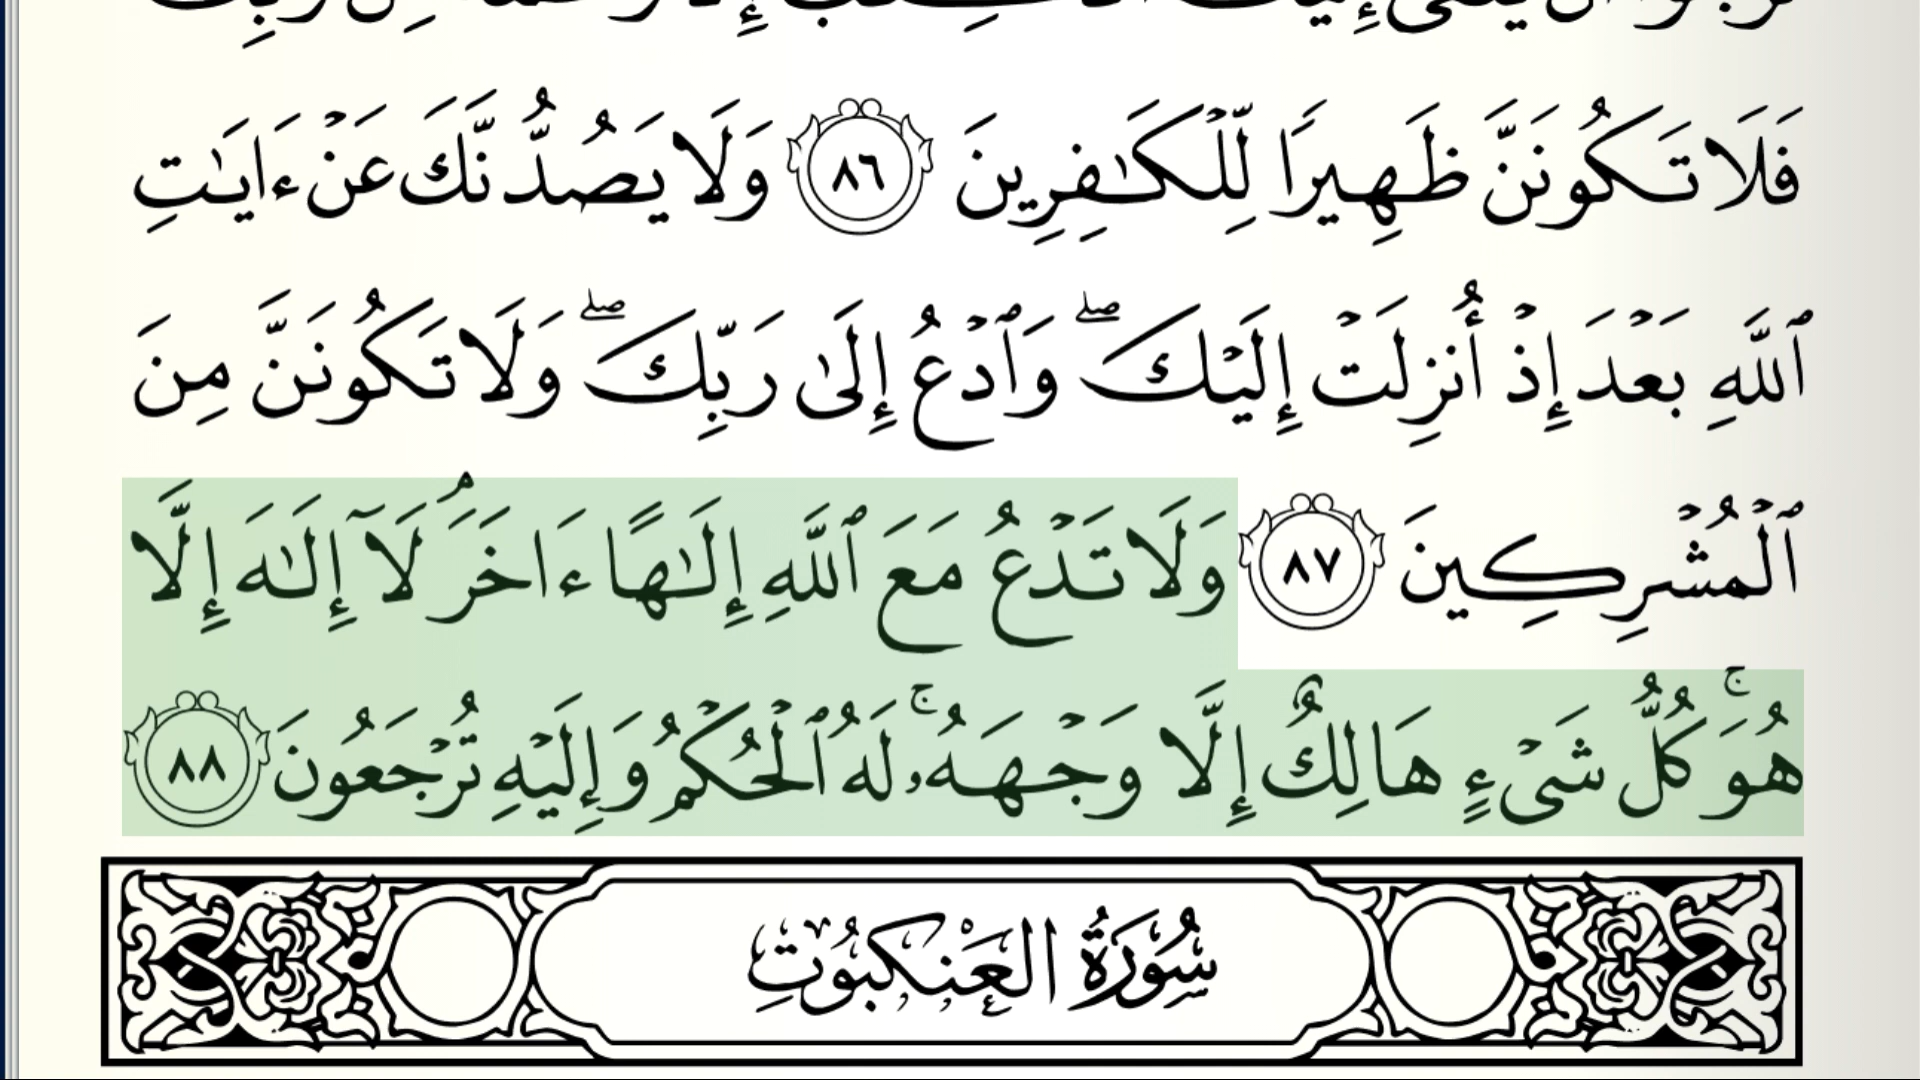 فَلَا تَكُونَنَّ ظَهِيرًا لِّلْكَـٰفِرِينَ ٨٦ وَلَا يَصُدُّنَّكَ عَنْ ءَايَـٰتِ
ٱللَّهِ بَعْدَ إِذْ أُنزِلَتْ إِلَيْكَ ۖ وَٱدْعُ إِلَىٰ رَبِّكَ ۖ وَلَا تَكُونَنَّ مِنَ
ٱلْمُشْرِكِينَ ٨٧ وَلَا تَدْعُ مَعَ ٱللَّهِ إِلَـٰهًا ءَاخَرَ ۘ لَآ إِلَـٰهَ إِلَّا
هُوَ ۚ كُلُّ شَىْءٍ هَالِكٌ إِلَّا وَجْهَهُۥ ۚ لَهُ ٱلْحُكْمُ وَإِلَيْهِ تُرْجَعُونَ ٨٨
سُورَةُ العَنْكَبُوتِ